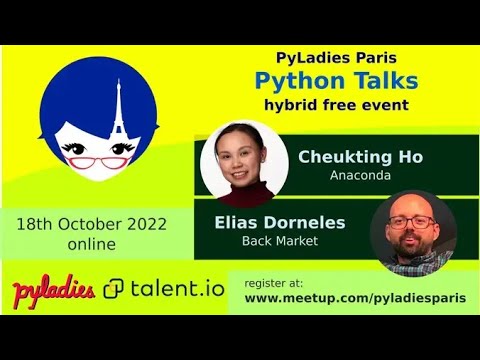 PyLadies Paris
Python Talks
hybrid free event
Cheukting Ho
Anaconda
18th October 2022
online
Elias Dorneles
Back Market
pyladies
talent.io
register at:
www.meetup.com/pyladiesparis